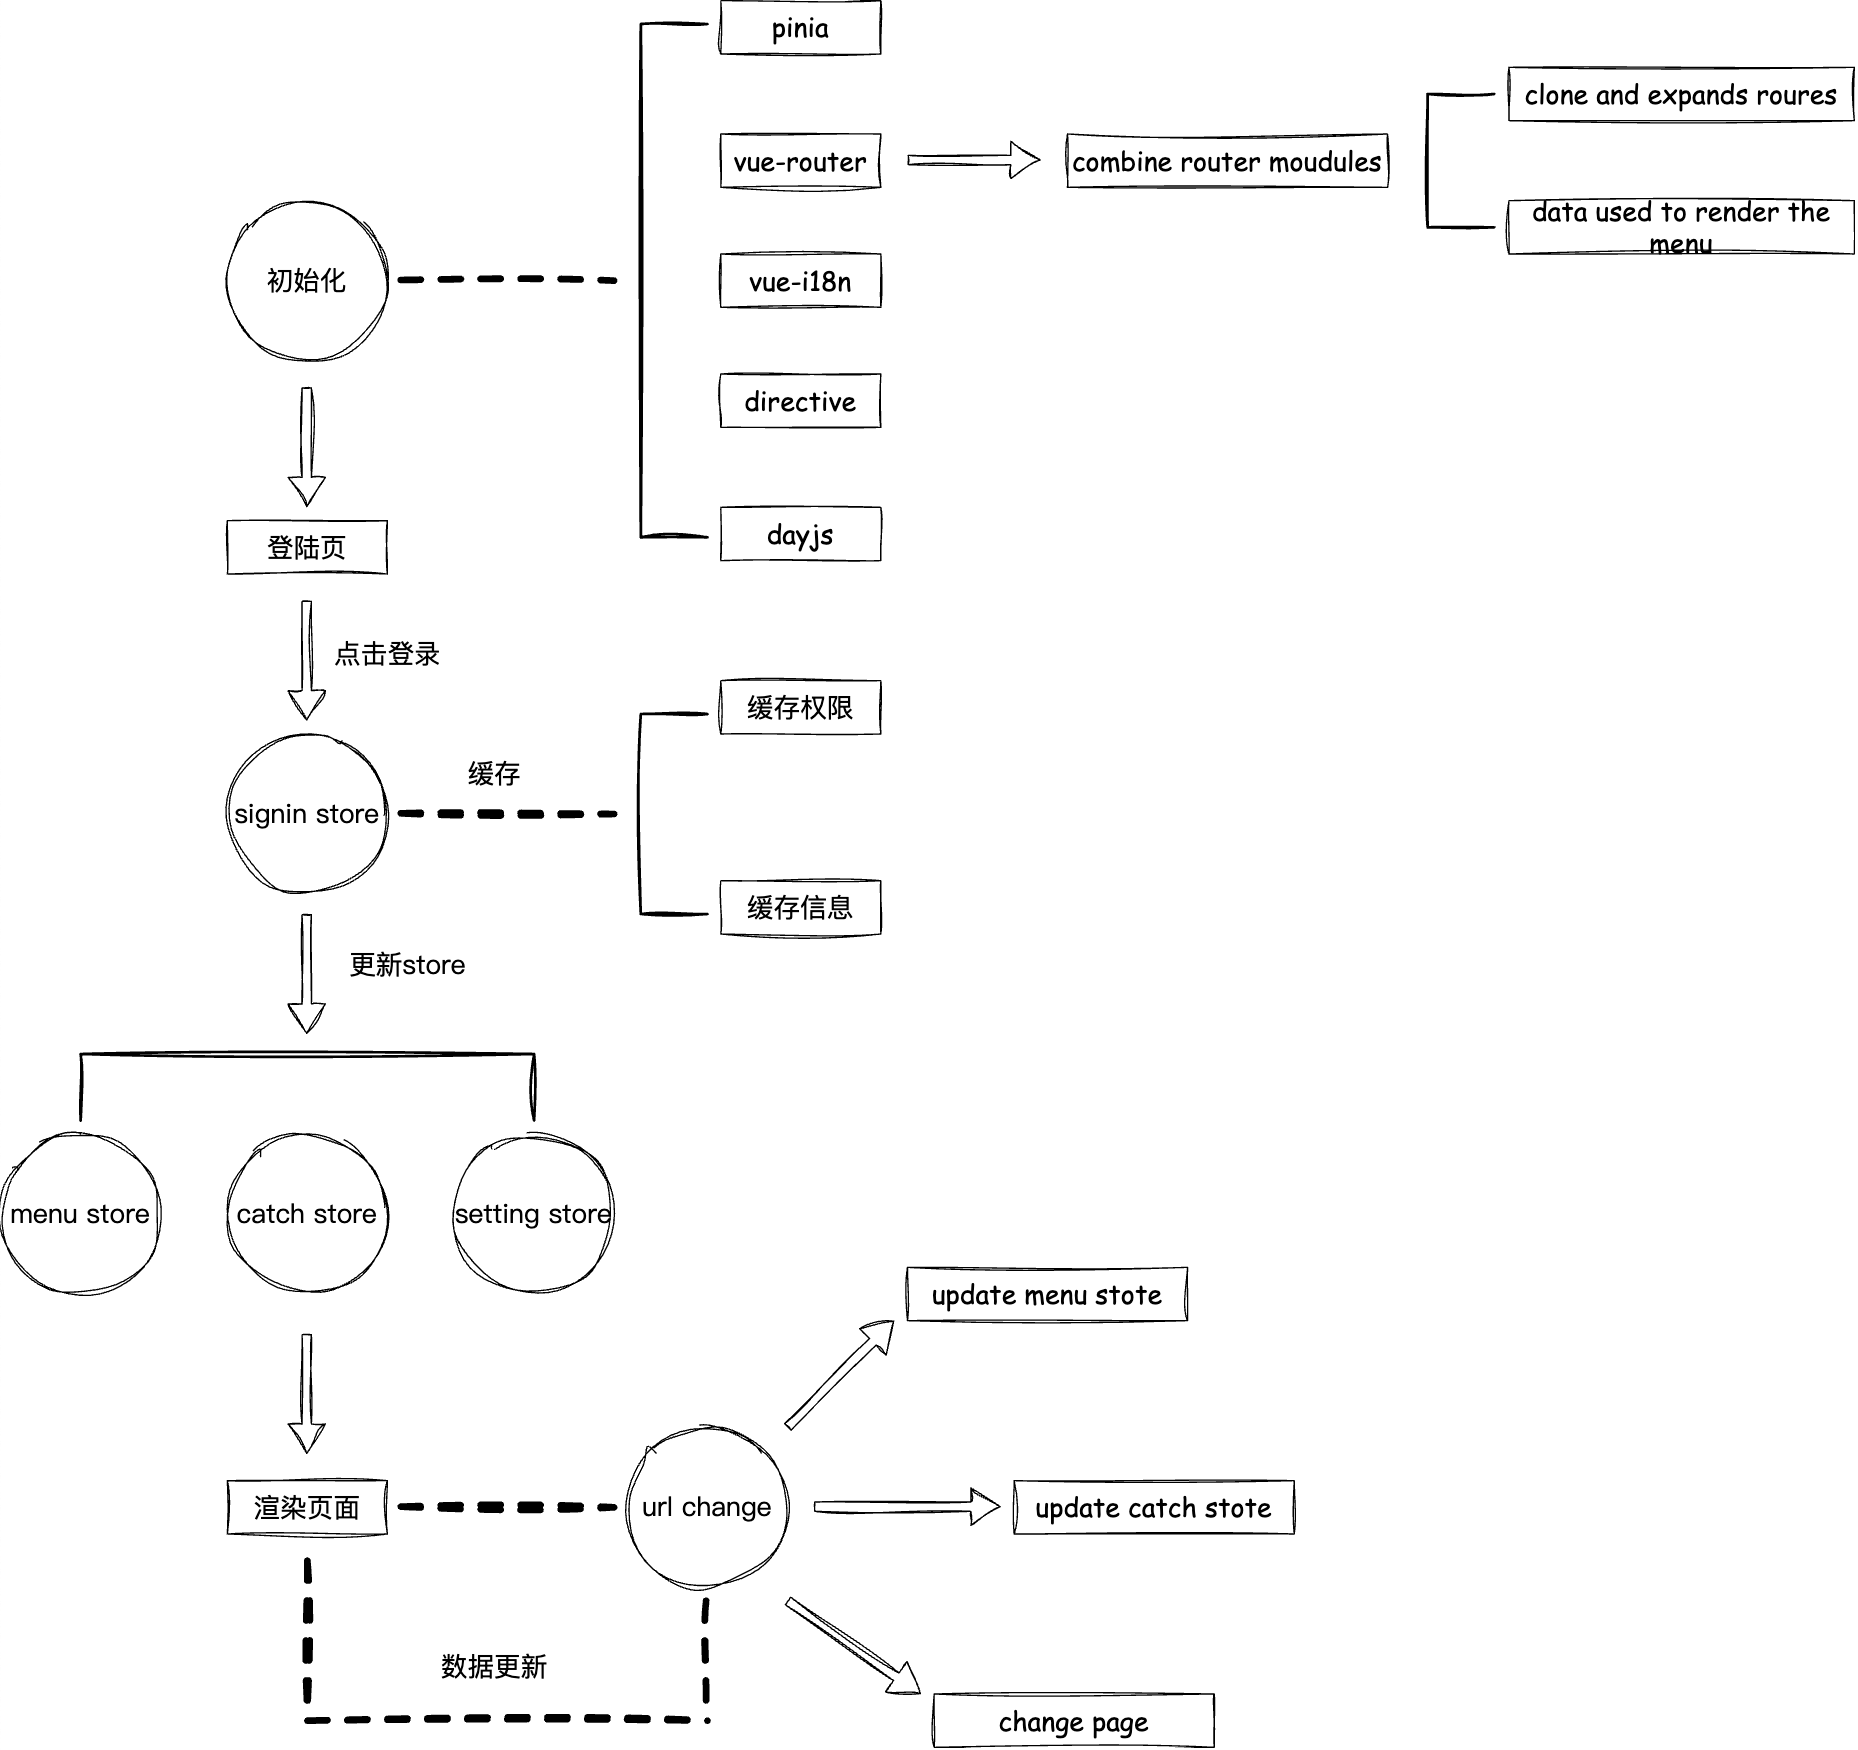 pinia
clone and expands roures
vue-router
combine router moudules
data used to render the
menu
初始化
vue-i18n
directive
dayjs
登陆页
点击登录
缓存权限
缓存
signin store
缓存信息
更新store
menu store
catch store
setting store
update menu stote
渲染页面
url change
update catch stote
数据更新
change page